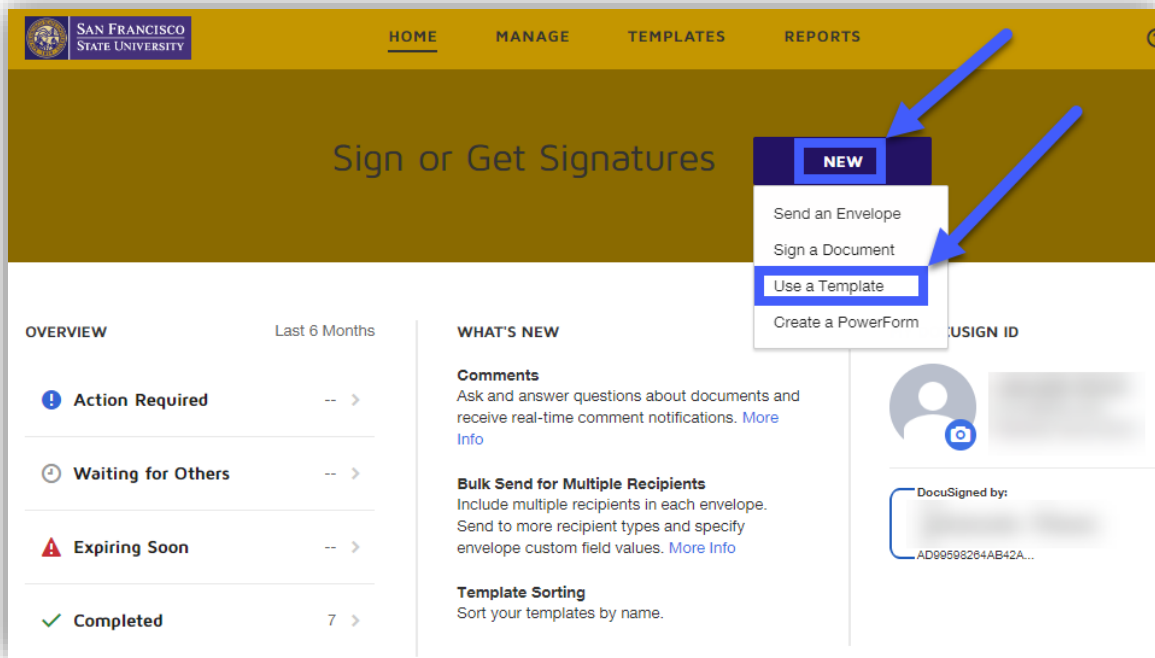 SAN FRANCISCO
STATE UNIVERSITY
HOME MANAGE TEMPLATES REPORTS
Sign or Get Signatures
NEW
Send an Envelope
Sign a Document
Use a Template
Create a PowerForm
OVERVIEW Last 6 Months
Action Required --
Waiting for Others --
Expiring Soon --
Completed 7
WHAT'S NEW
Comments
Ask and answer questions about documents and
receive real-time comment notifications. More
Info
Bulk Send for Multiple Recipients
Include multiple recipients in each envelope.
Send to more recipient types and specify
envelope custom field values. More Info
Template Sorting
Sort your templates by name.
USIGN ID
DocuSigned by:
AD99598264AB42A...